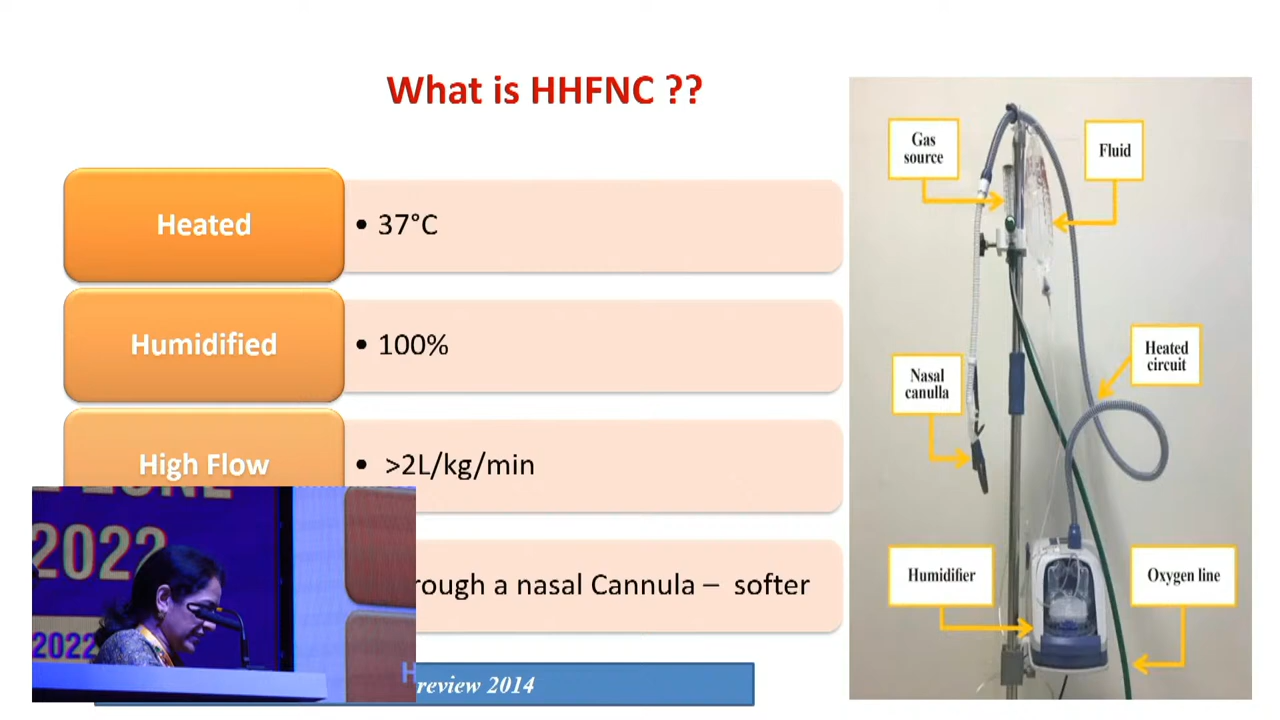 What is HHFNC ??
Heated
• 37°C
Humidified
• 100%
High Flow
• >2L/kg/min
a nasal Cannula – softer
review 2014
2022
2022
Gas
source
Fluid
Nasal
canulla
Heated
circuit
Humidifier
Oxygen line